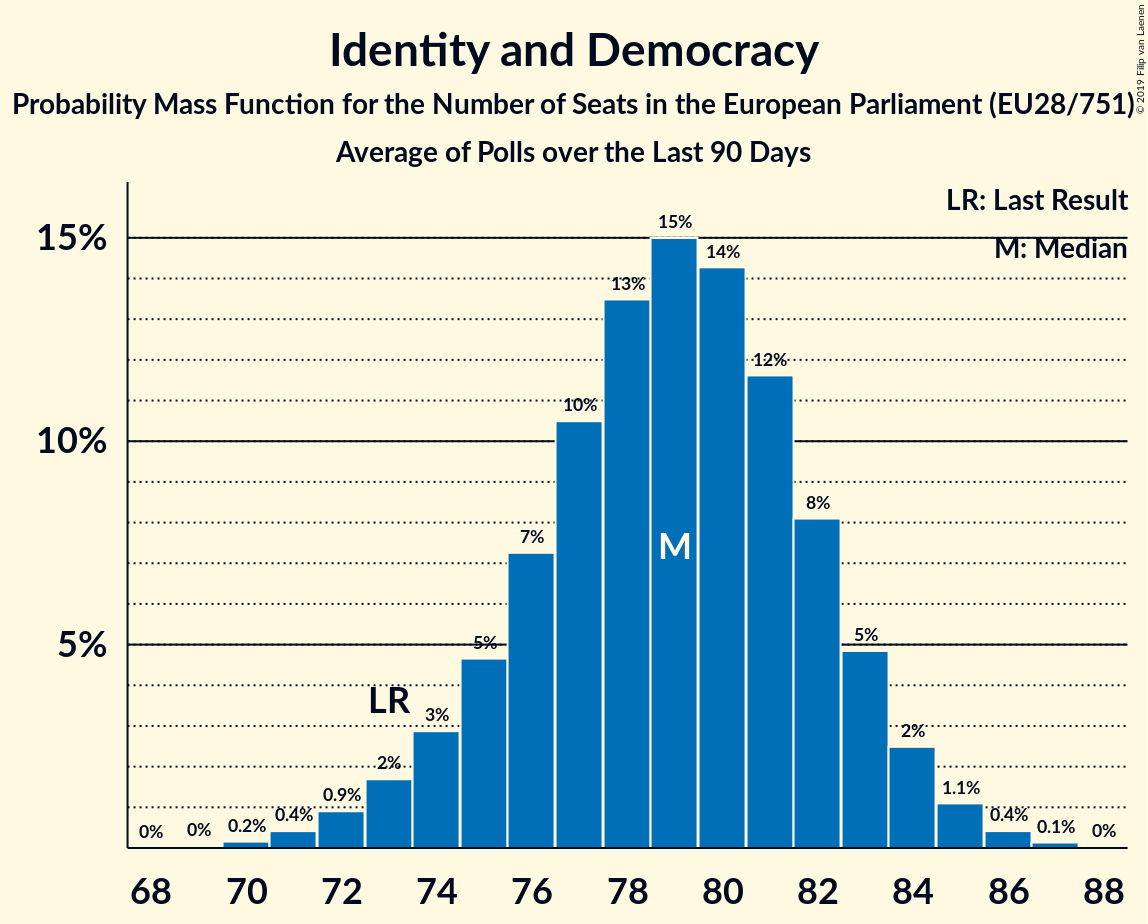 Identity and Democracy
Probability Mass Function for the Number of Seats in the European Parliament (EU28/751)
Average of Polls over the Last 90 Days
© 2019 Filip van Laenen
LR: Last Result
M: Median
15%
10%
5%
0%
0%
0.2%
0.4%
0.9%
2%
LR
3%
5%
7%
10%
13%
15%
M
14%
12%
8%
5%
2%
1.1%
0.4%
0.1%
0%
68 70 72 74 76 78 80 82 84 86 88